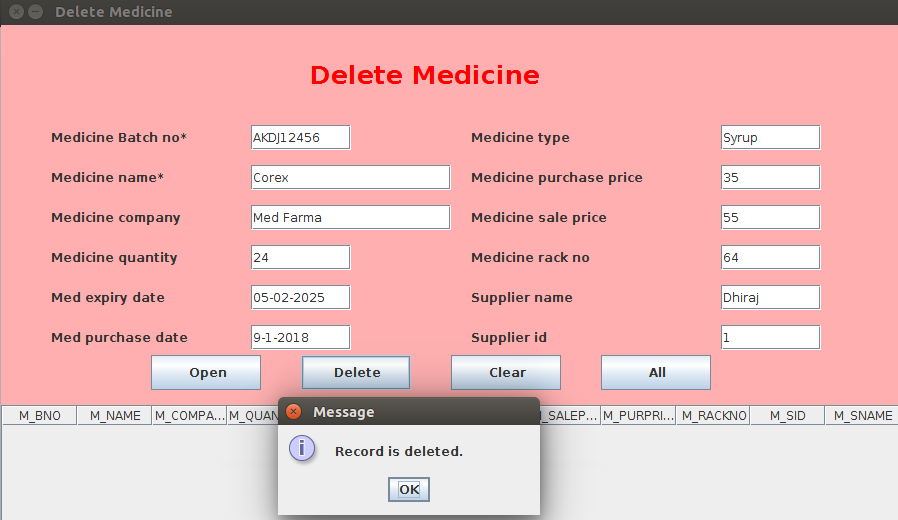 Delete Medicine
Delete Medicine
Medicine Batch no* AKDJ12456 Medicine type Syrup
Medicine name* Corex Medicine purchase price 35
Medicine company Med Farma Medicine sale price 55
Medicine quantity 24 Medicine rack no 64
Med expiry date 05-02-2025 Supplier name Dhiraj
Med purchase date 9-1-2018 Supplier id 1
Open Delete Clear All
M_BNO M_NAME M_COMPA... M_QUAN _SALEP... M_PURPRI... M_RACKNO M_SID M_SNAME
Message
Record is deleted.
OK